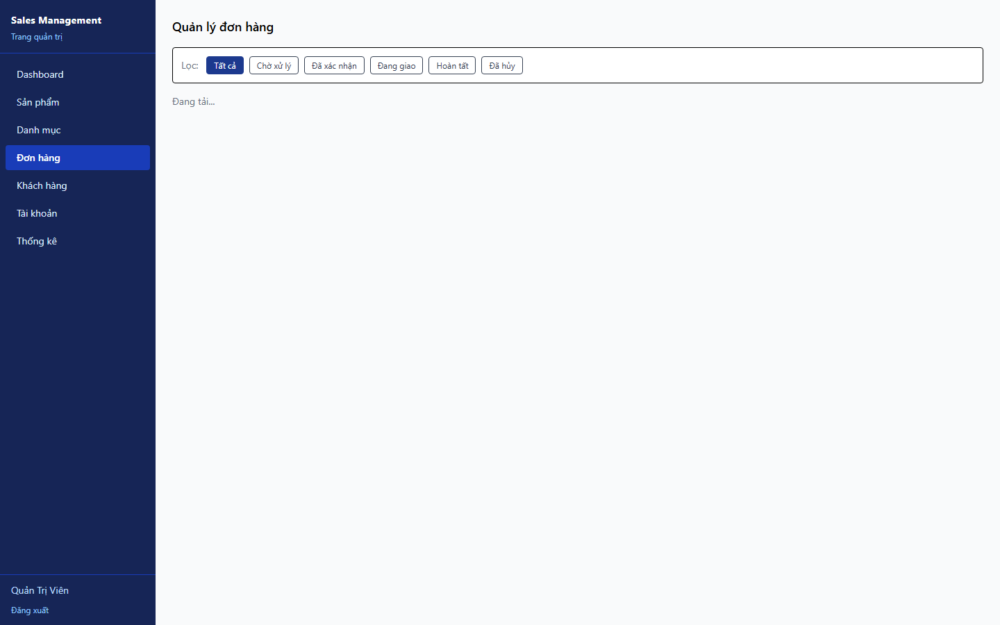 Sales Management
Trang quản trị
Dashboard
Sản phẩm
Danh mục
Đơn hàng
Khách hàng
Tài khoản
Thống kê
Quản Trị Viên
Đăng xuất
Quản lý đơn hàng
Lọc: Tất cả Chờ xử lý Đã xác nhận Đang giao Hoàn tất Đã hủy
Đang tải...